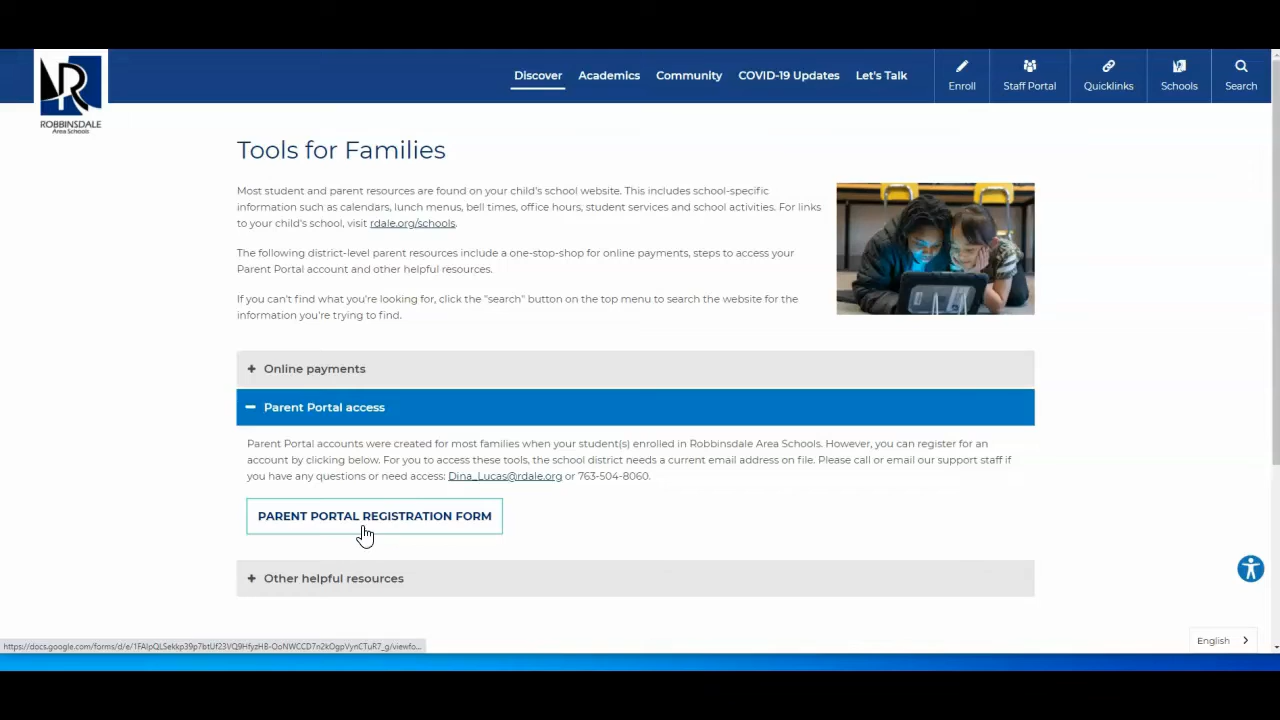 Discover Academics Community COVID-19 Updates Let's Talk Enroll Staff Portal Quicklinks Schools Search
ROBBINSDALE
Area Schools
Tools for Families
Most student and parent resources are found on your child's school website. This includes school-specific
information such as calendars, lunch menus, bell times, office hours, student services and school activities. For links
to your child's school, visit rdale.org/schools.
The following district-level parent resources include a one-stop-shop for online payments, steps to access your
Parent Portal account and other helpful resources.
If you can't find what you're looking for, click the "search" button on the top menu to search the website for the
information you're trying to find.
+ Online payments
− Parent Portal access
Parent Portal accounts were created for most families when your student(s) enrolled in Robbinsdale Area Schools. However, you can register for an
account by clicking below. For you to access these tools, the school district needs a current email address on file. Please call or email our support staff if
you have any questions or need access: Dina_Lucas@rdale.org or 763-504-8060.
PARENT PORTAL REGISTRATION FORM
+ Other helpful resources
English